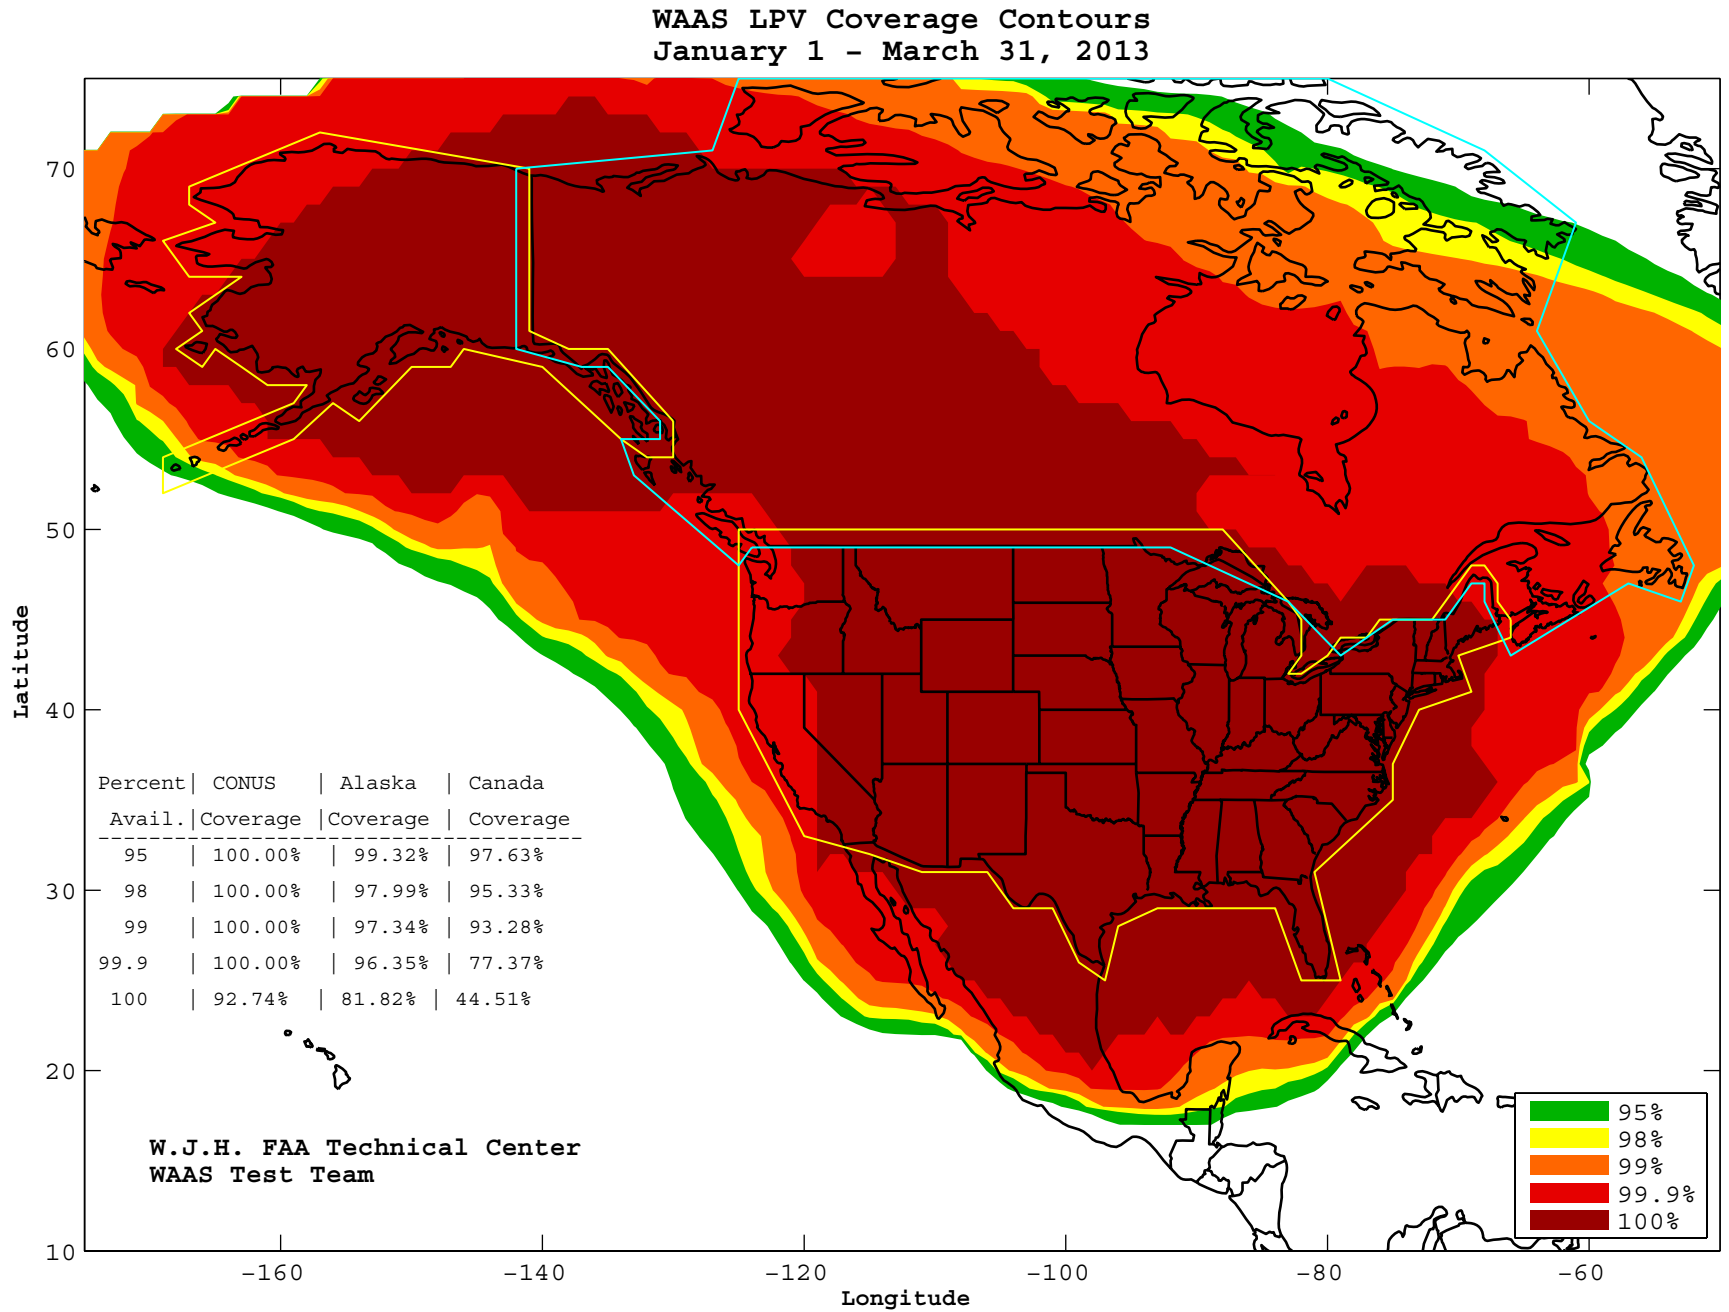 WAAS LPV Coverage Contours
January 1 - March 31, 2013
70
60
50
40
30
20
10
Latitude
Percent| CONUS | Alaska | Canada
Avail.|Coverage |Coverage | Coverage
--------------------------------------
95 | 100.00% | 99.32% | 97.63%
98 | 100.00% | 97.99% | 95.33%
99 | 100.00% | 97.34% | 93.28%
99.9 | 100.00% | 96.35% | 77.37%
100 | 92.74% | 81.82% | 44.51%
W.J.H. FAA Technical Center
WAAS Test Team
95%
98%
99%
99.9%
100%
-160 -140 -120 -100 -80 -60
Longitude